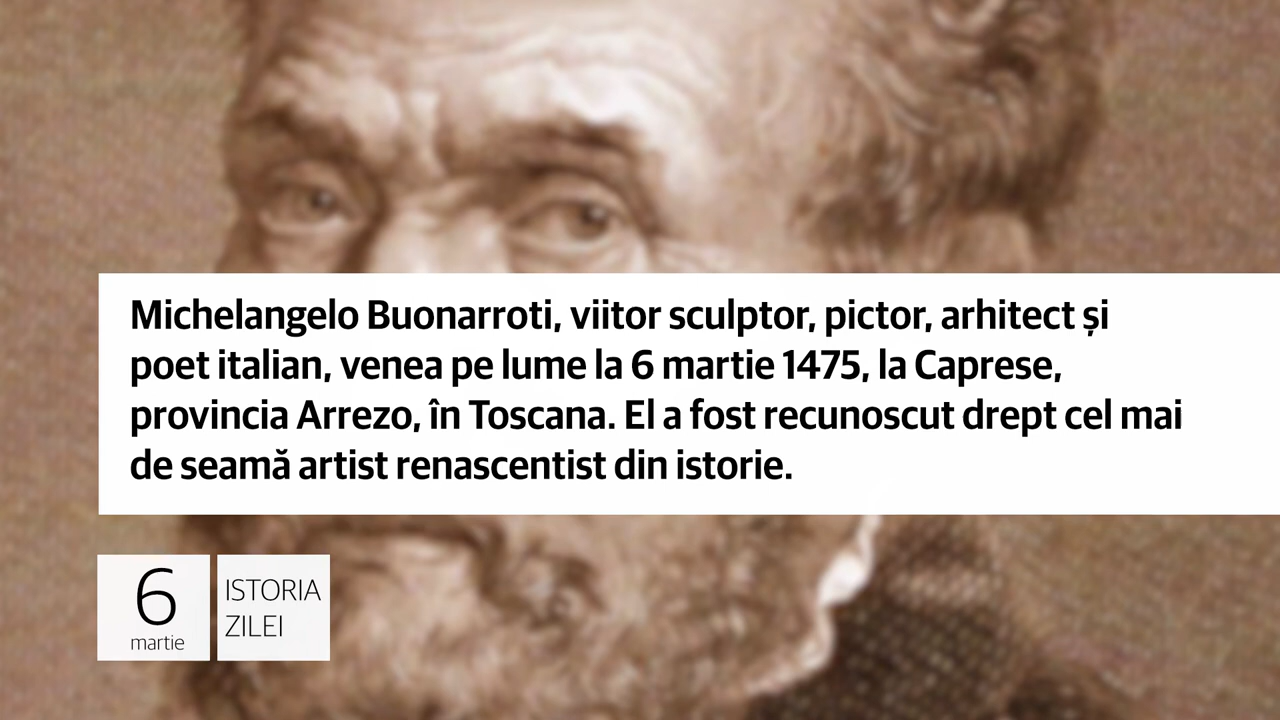 Michelangelo Buonarroti, viitor sculptor, pictor, arhitect și
poet italian, venea pe lume la 6 martie 1475, la Caprese,
provincia Arrezo, în Toscana. El a fost recunoscut drept cel mai
de seamă artist renascentist din istorie.
6
martie
ISTORIA
ZILEI